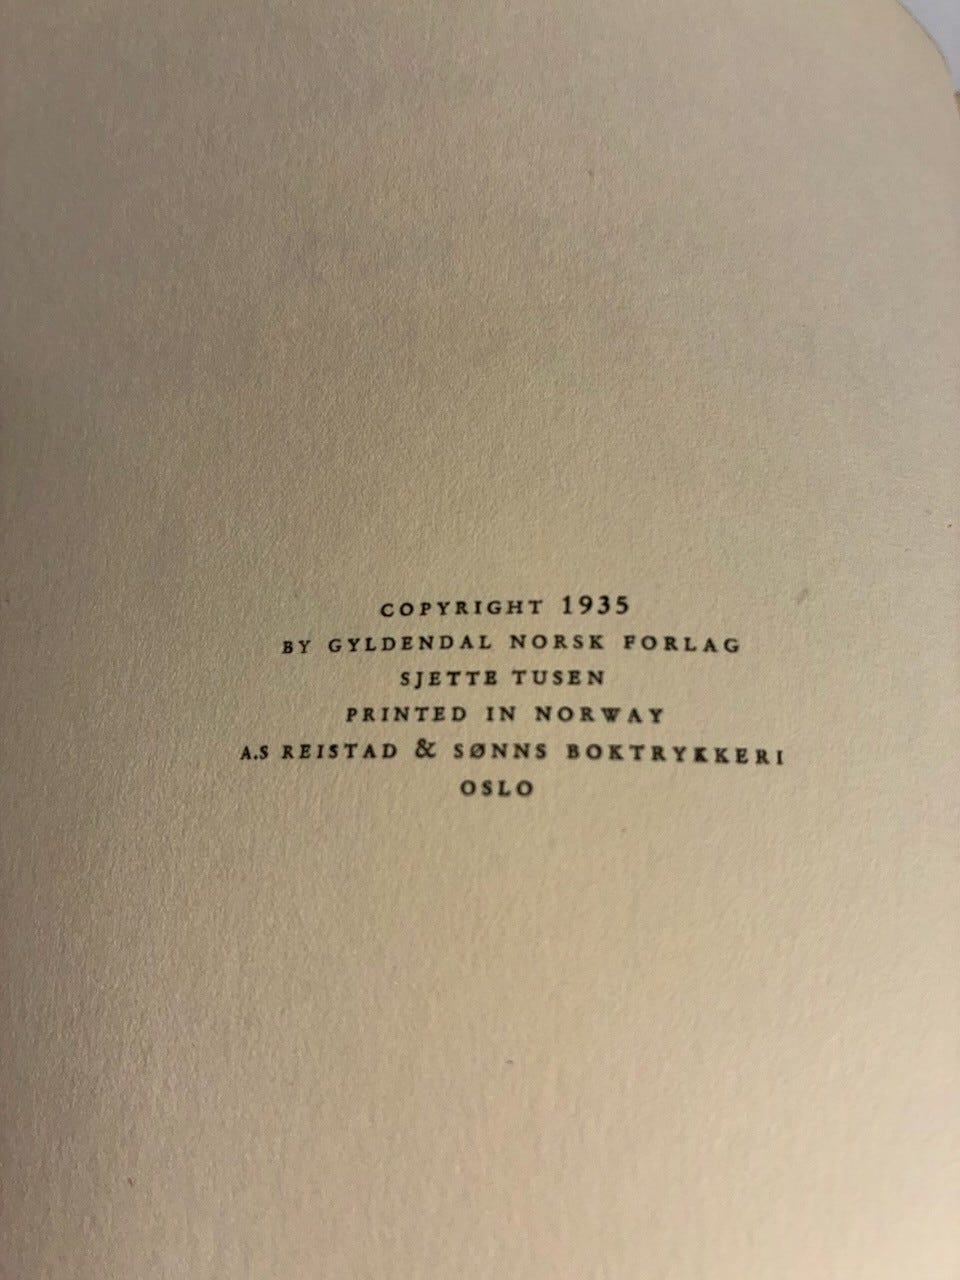 COPYRIGHT 1935
BY GYLDENDAL NORSK FORLAG
SJETTE TUSEN
PRINTED IN NORWAY
A.S REISTAD & SØNNS BOKTRYKKERI
OSLO